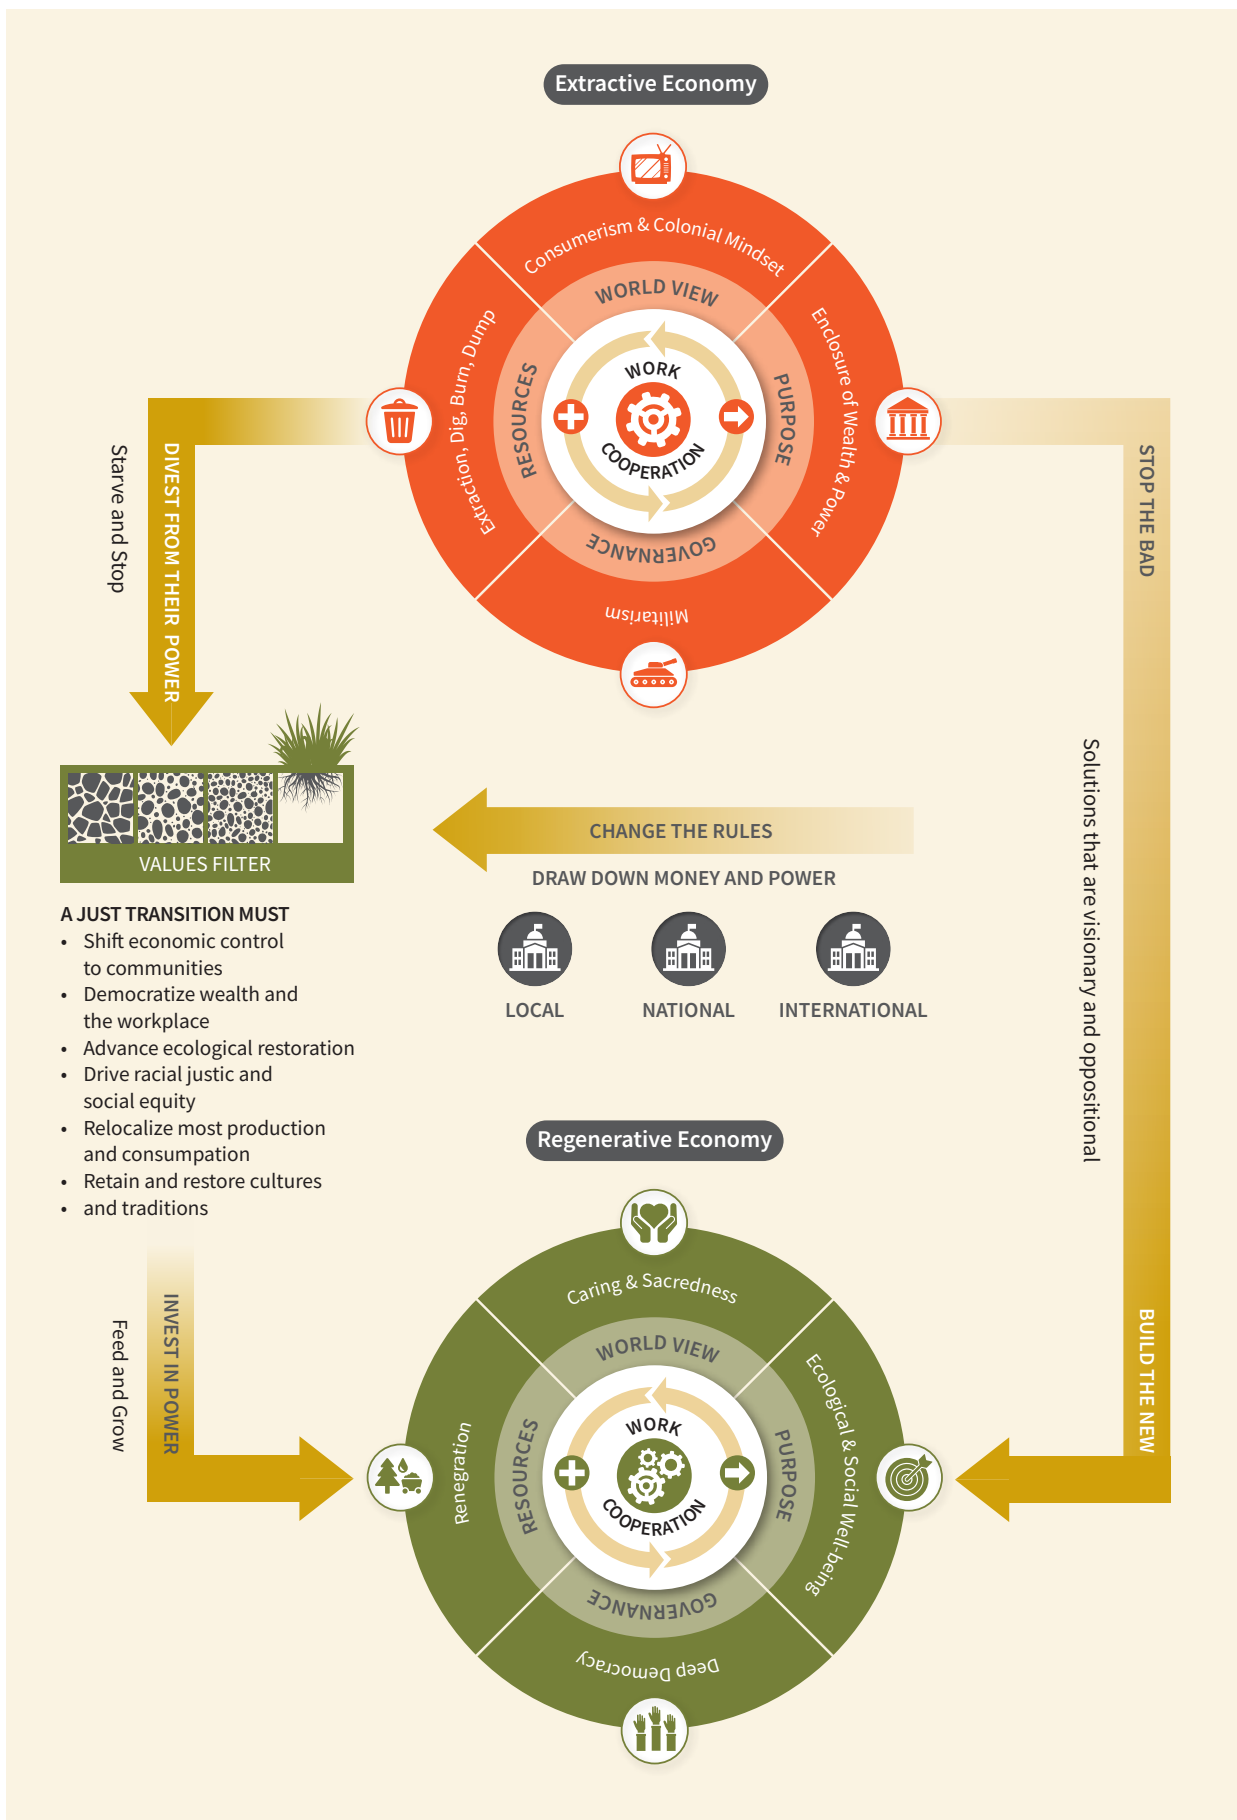 Extractive Economy
Consumerism & Colonial Mindset
WORLD VIEW
Extraction, Dig, Burn, Dump
RESOURCES
WORK
COOPERATION
PURPOSE
Enclosure of Wealth & Power
GOVERNANCE
Militarism
Starve and Stop
DIVEST FROM THEIR POWER
STOP THE BAD
Solutions that are visionary and oppositional
BUILD THE NEW
VALUES FILTER
CHANGE THE RULES
DRAW DOWN MONEY AND POWER
LOCAL
NATIONAL
INTERNATIONAL
A JUST TRANSITION MUST
• Shift economic control
to communities
• Democratize wealth and
the workplace
• Advance ecological restoration
• Drive racial justic and
social equity
• Relocalize most production
and consumpation
• Retain and restore cultures
• and traditions
Feed and Grow
INVEST IN POWER
Regenerative Economy
Caring & Sacredness
WORLD VIEW
Renegration
RESOURCES
WORK
COOPERATION
PURPOSE
Ecological & Social Well-being
GOVERNANCE
Deep Democracy